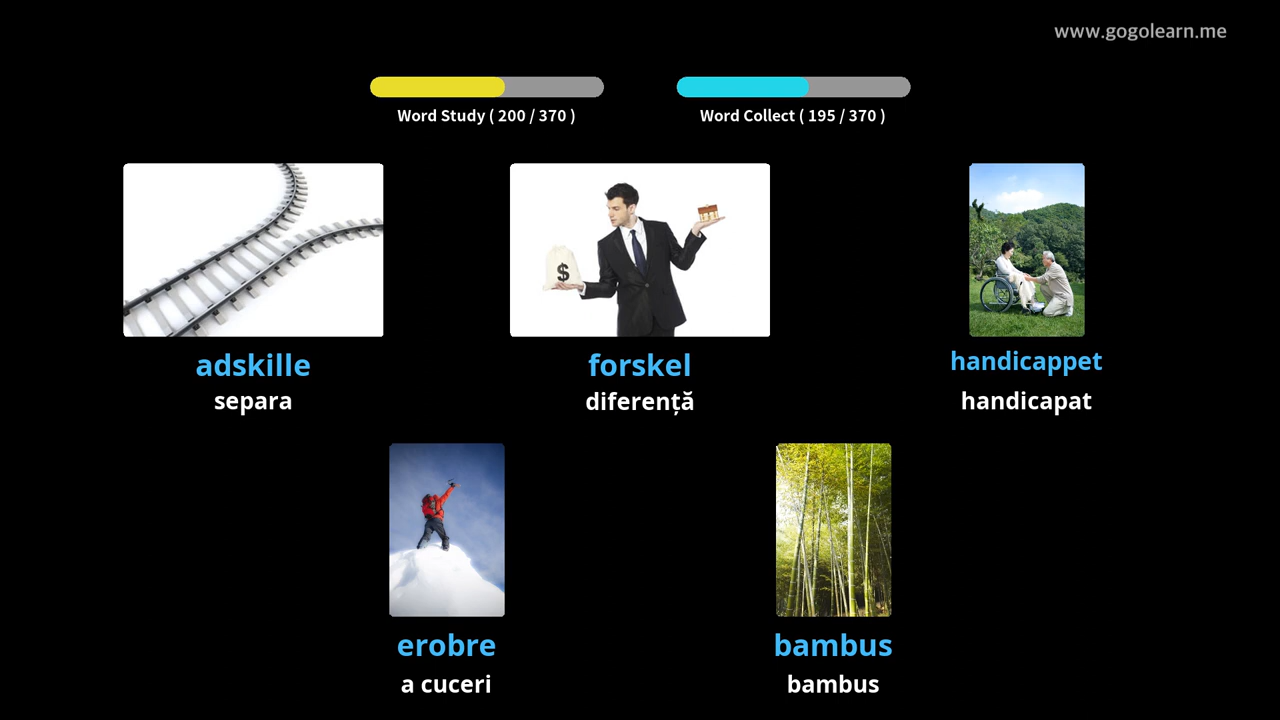 www.gogolearn.me
Word Study ( 200 / 370 )
Word Collect ( 195 / 370 )
$
adskille
separa
forskel
diferență
handicappet
handicapat
erobre
a cuceri
bambus
bambus